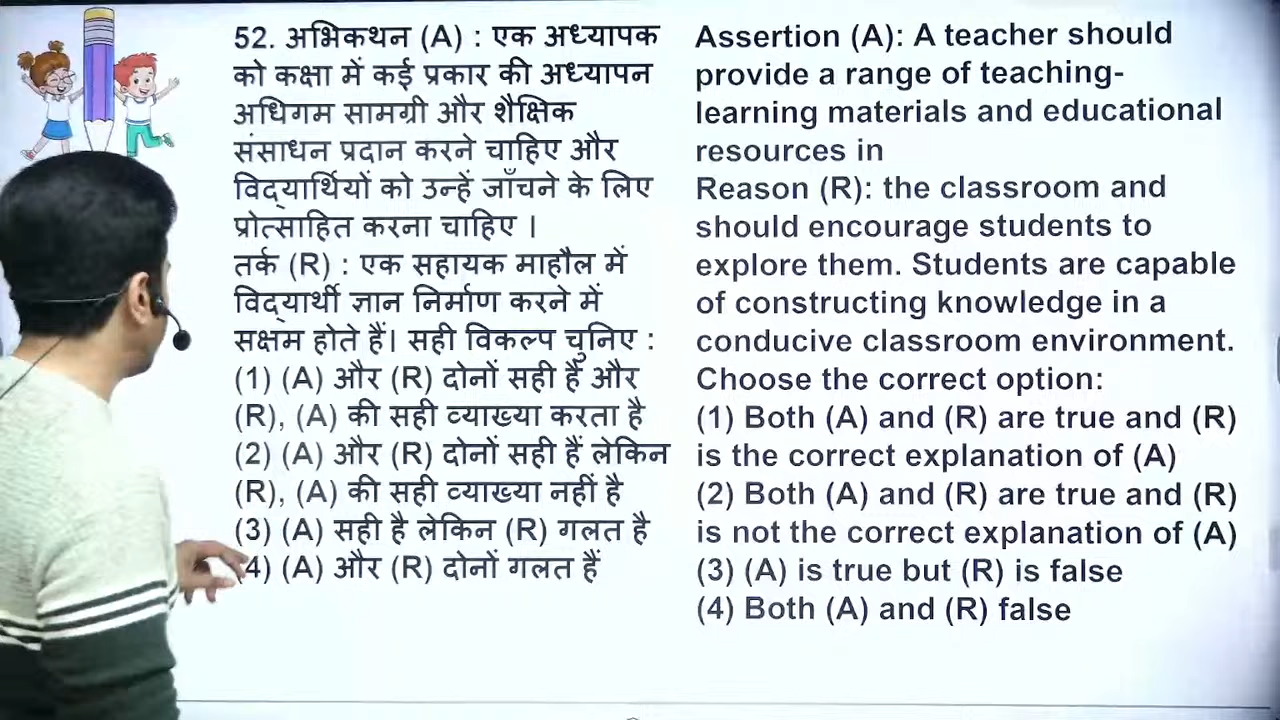 52. अभिकथन (A) : एक अध्यापक
को कक्षा में कई प्रकार की अध्यापन
अधिगम सामग्री और शैक्षिक
संसाधन प्रदान करने चाहिए और
विद्यार्थियों को उन्हें जाँचने के लिए
प्रोत्साहित करना चाहिए ।
तर्क (R) : एक सहायक माहौल में
विद्यार्थी ज्ञान निर्माण करने में
सक्षम होते हैं। सही विकल्प चुनिए :
(1) (A) और (R) दोनों सही हैं और
(R), (A) की सही व्याख्या करता है
(2) (A) और (R) दोनों सही हैं लेकिन
(R), (A) की सही व्याख्या नहीं है
(3) (A) सही है लेकिन (R) गलत है
4) (A) और (R) दोनों गलत हैं
Assertion (A): A teacher should
provide a range of teaching-
learning materials and educational
resources in
Reason (R): the classroom and
should encourage students to
explore them. Students are capable
of constructing knowledge in a
conducive classroom environment.
Choose the correct option:
(1) Both (A) and (R) are true and (R)
is the correct explanation of (A)
(2) Both (A) and (R) are true and (R)
is not the correct explanation of (A)
(3) (A) is true but (R) is false
(4) Both (A) and (R) false